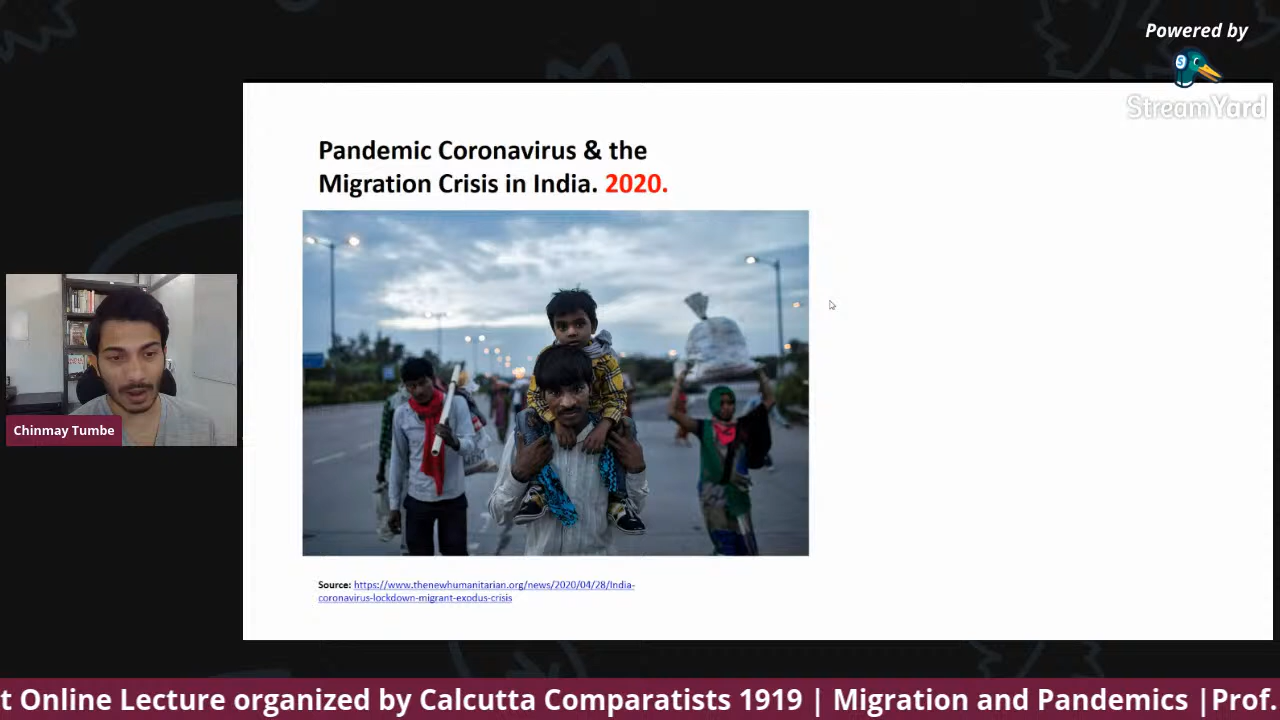 Powered by
StreamYard
Pandemic Coronavirus & the
Migration Crisis in India. 2020.
Chinmay Tumbe
Source: https://www.thenewhumanitarian.org/news/2020/04/28/India-
coronavirus-lockdown-migrant-exodus-crisis
t Online Lecture organized by Calcutta Comparatists 1919 | Migration and Pandemics |Prof.